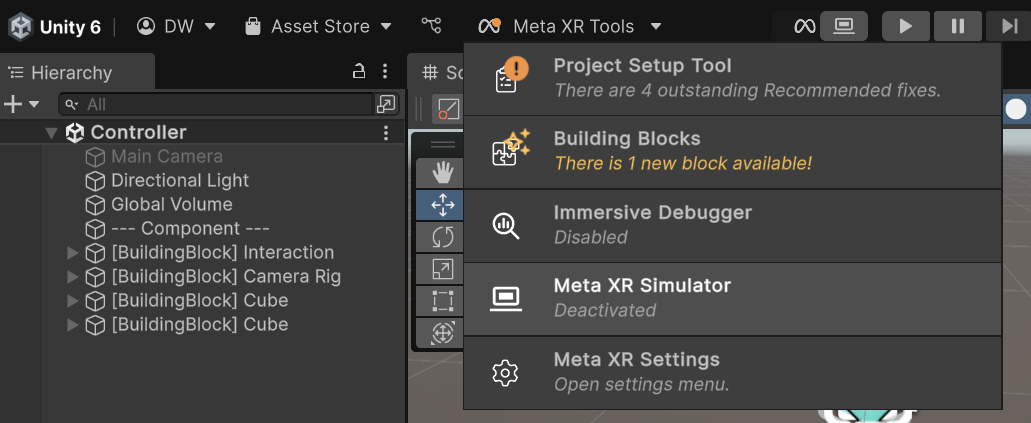 Unity 6
DW
Asset Store
Meta XR Tools
Hierarchy
All
Controller
Main Camera
Directional Light
Global Volume
--- Component ---
[BuildingBlock] Interaction
[BuildingBlock] Camera Rig
[BuildingBlock] Cube
[BuildingBlock] Cube
Project Setup Tool
There are 4 outstanding Recommended fixes.
Building Blocks
There is 1 new block available!
Immersive Debugger
Disabled
Meta XR Simulator
Deactivated
Meta XR Settings
Open settings menu.